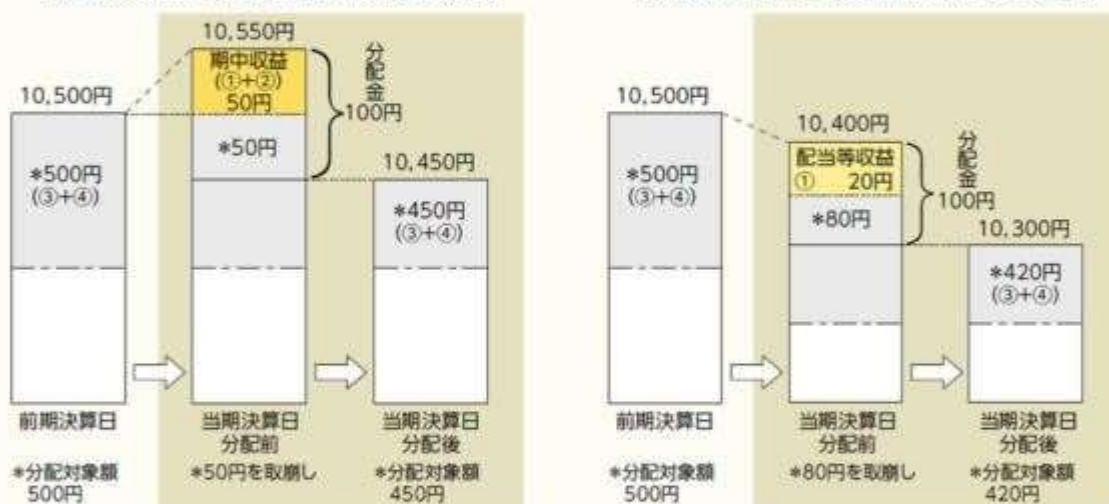 10,550円
期中収益
(①+②)
50円
分配金
100円
10,500円
*500円
(③+④)
*50円
10,450円
*450円
(③+④)
前期決算日
当期決算日
分配前
当期決算日
分配後
*分配対象額
500円
*50円を取崩し
*分配対象額
450円
10,500円
*500円
(③+④)
10,400円
配当等収益
① 20円
分配金
100円
*80円
10,300円
*420円
(③+④)
前期決算日
当期決算日
分配前
当期決算日
分配後
*分配対象額
500円
*80円を取崩し
*分配対象額
420円